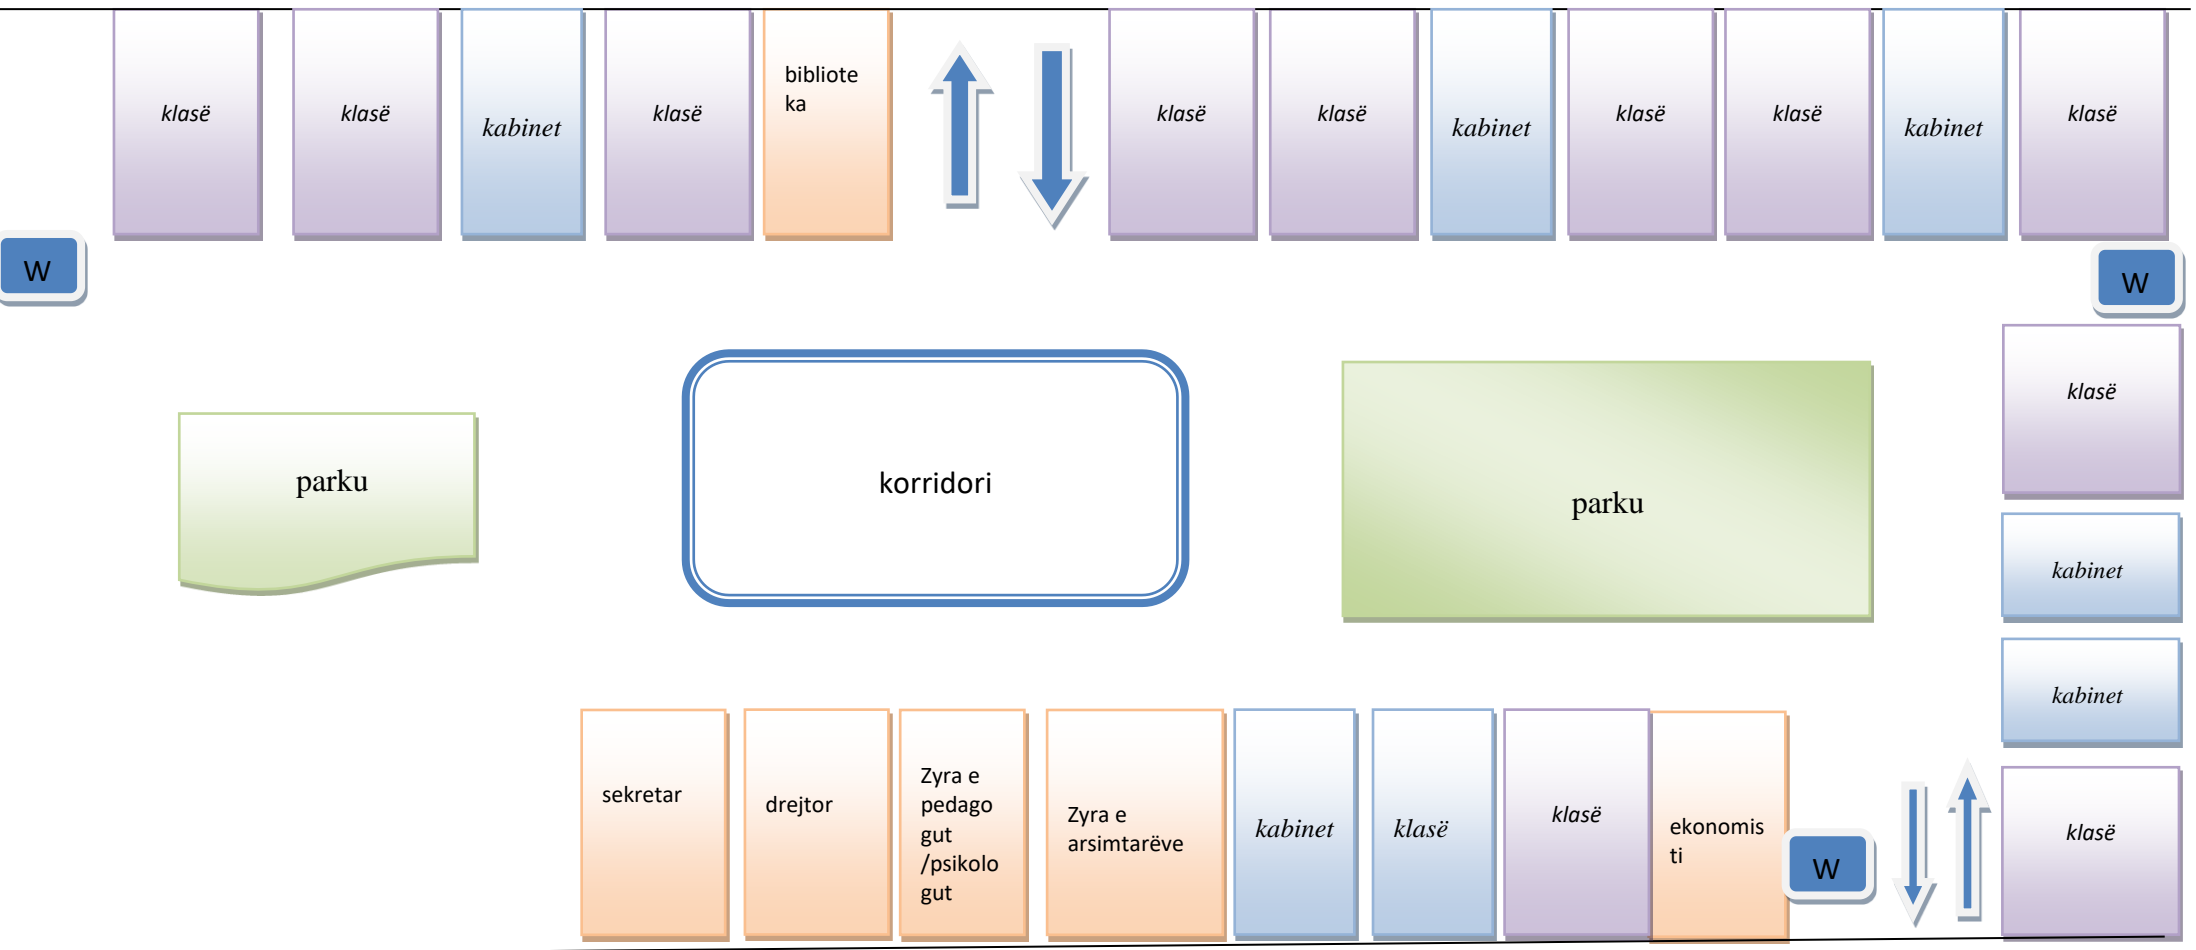 klasë
klasë
kabinet
klasë
bibliote
ka
klasë
klasë
kabinet
klasë
klasë
kabinet
klasë
W
W
klasë
parku
korridori
parku
kabinet
kabinet
sekretar
drejtor
Zyra e
pedago
gut
/psikolo
gut
Zyra e
arsimtarëve
kabinet
klasë
klasë
ekonomis
ti
W
klasë